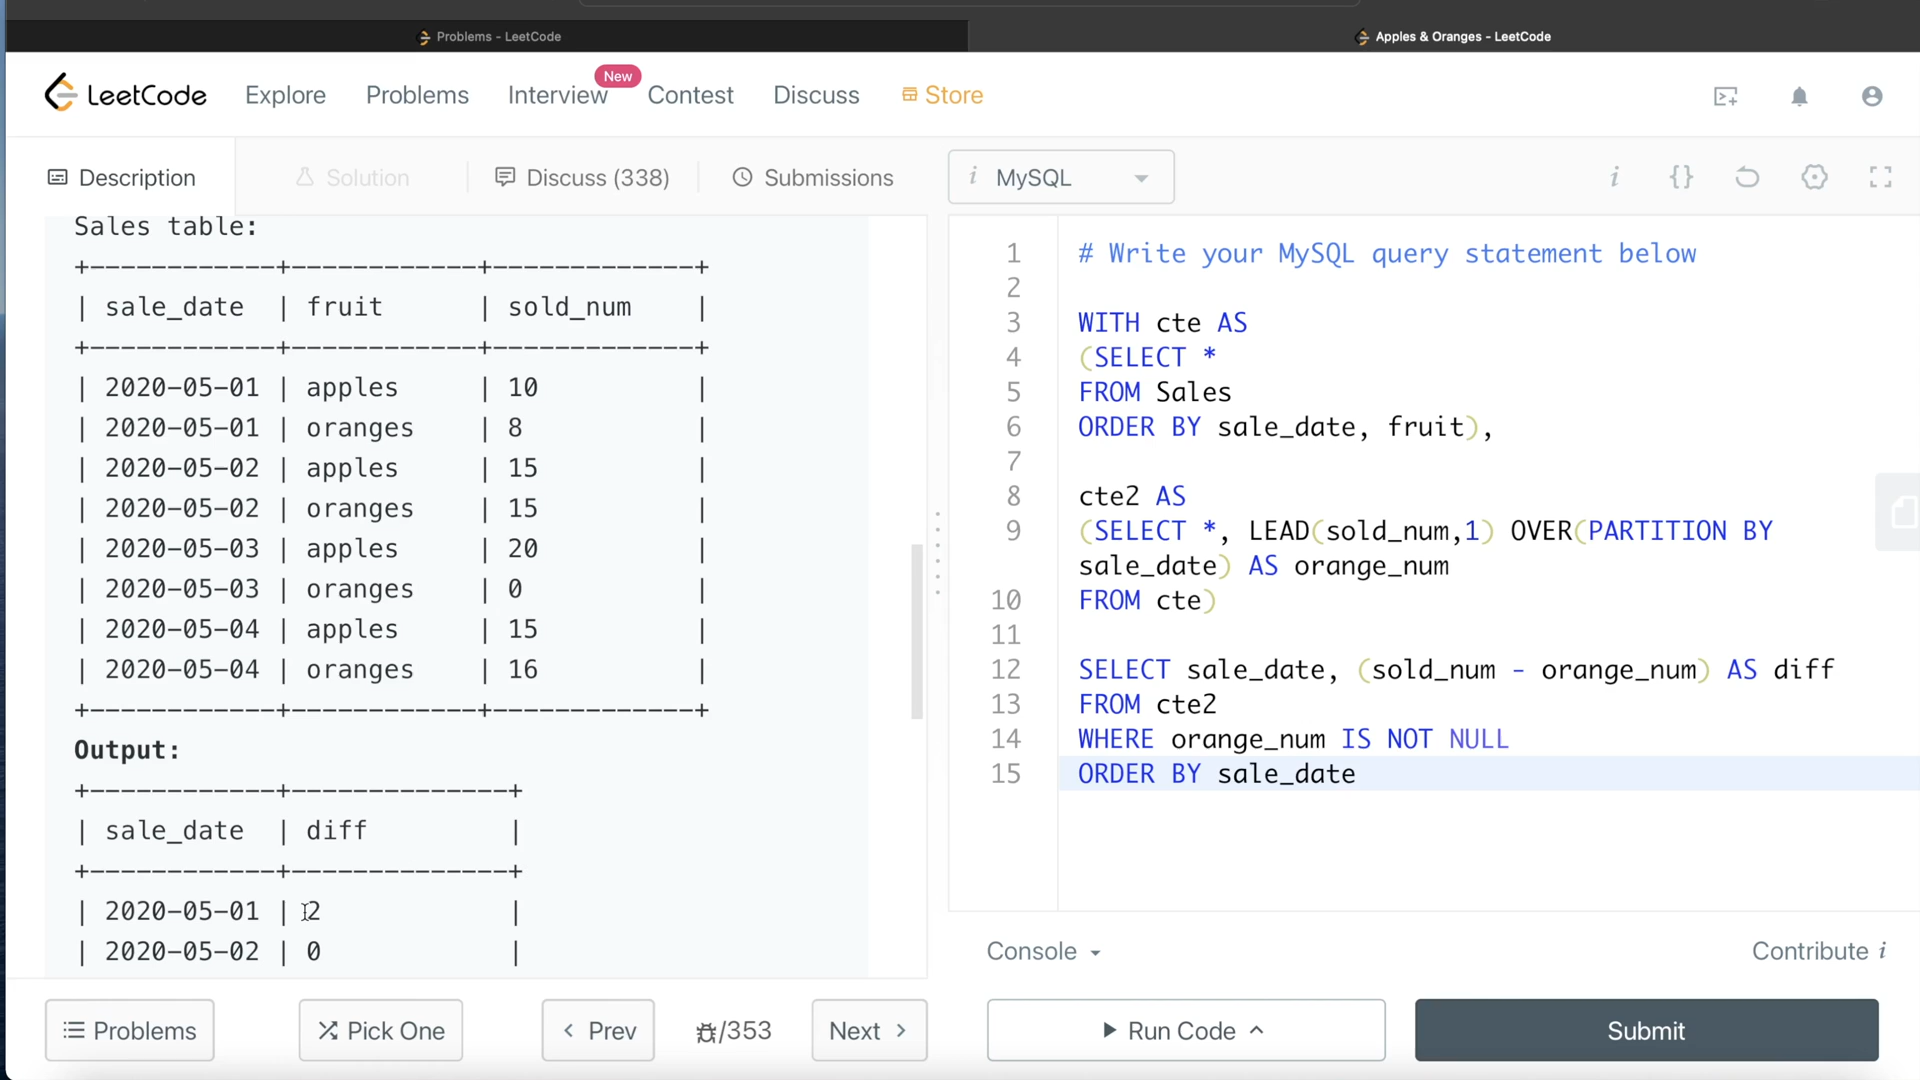 Problems - LeetCode
Apples & Oranges - LeetCode
LeetCode Explore Problems Interview New Contest Discuss Store
Description Solution Discuss (338) Submissions
i MySQL
i {}
Sales table:
+------------+------------+-------------+
| sale_date | fruit | sold_num |
+------------+------------+-------------+
| 2020-05-01 | apples | 10 |
| 2020-05-01 | oranges | 8 |
| 2020-05-02 | apples | 15 |
| 2020-05-02 | oranges | 15 |
| 2020-05-03 | apples | 20 |
| 2020-05-03 | oranges | 0 |
| 2020-05-04 | apples | 15 |
| 2020-05-04 | oranges | 16 |
+------------+------------+-------------+
Output:
+------------+--------------+
| sale_date | diff |
+------------+--------------+
| 2020-05-01 | 2 |
| 2020-05-02 | 0 |
1 # Write your MySQL query statement below
2
3 WITH cte AS
4 (SELECT *
5 FROM Sales
6 ORDER BY sale_date, fruit),
7
8 cte2 AS
9 (SELECT *, LEAD(sold_num,1) OVER(PARTITION BY
sale_date) AS orange_num
10 FROM cte)
11
12 SELECT sale_date, (sold_num - orange_num) AS diff
13 FROM cte2
14 WHERE orange_num IS NOT NULL
15 ORDER BY sale_date
Console
Contribute i
Problems
Pick One
Prev
/353
Next
Run Code
Submit